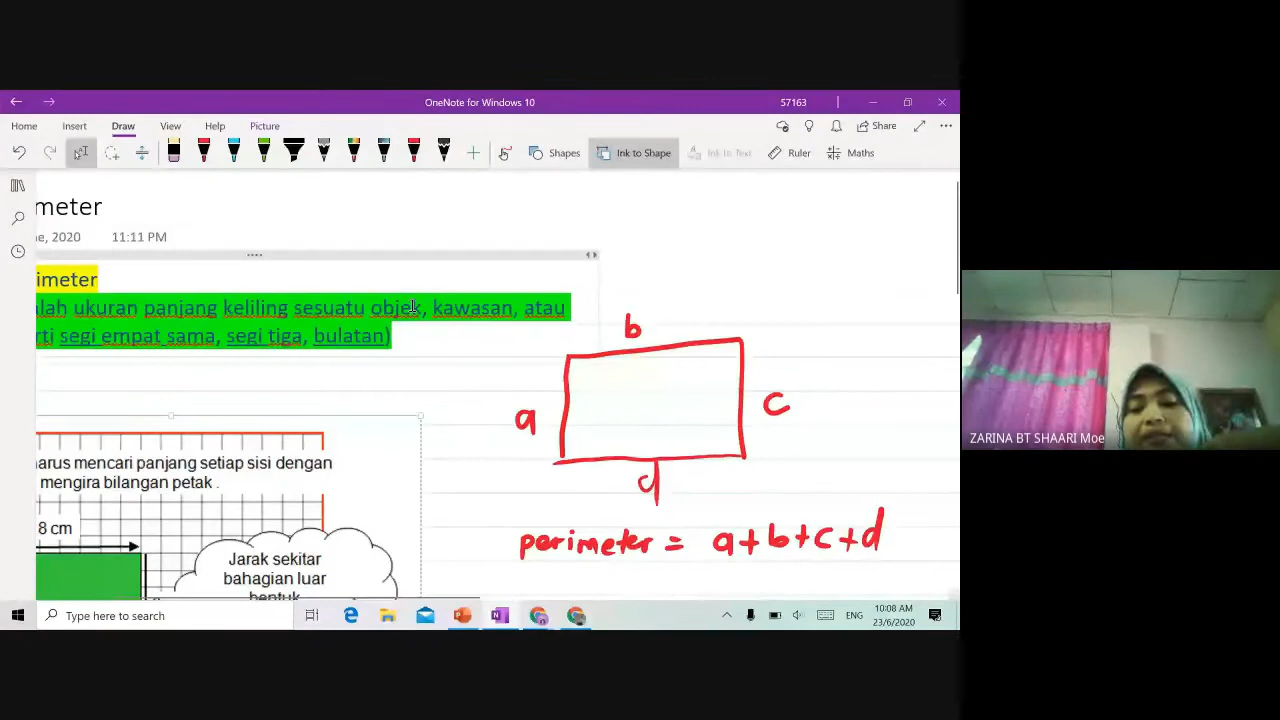 OneNote for Windows 10
57163
Home Insert Draw View Help Picture
Share
Shapes Ink to Shape Ink to Text Ruler Maths
meter
ne, 2020 11:11 PM
imeter
lah ukuran panjang keliling sesuatu objek, kawasan, atau
rti segi empat sama, segi tiga, bulatan)
b
a
c
d
perimeter = a+b+c+d
arus mencari panjang setiap sisi dengan
mengira bilangan petak .
8 cm
Jarak sekitar
bahagian luar
bentuk
ZARINA BT SHAARI Moe
Type here to search
ENG
10:08 AM
23/6/2020